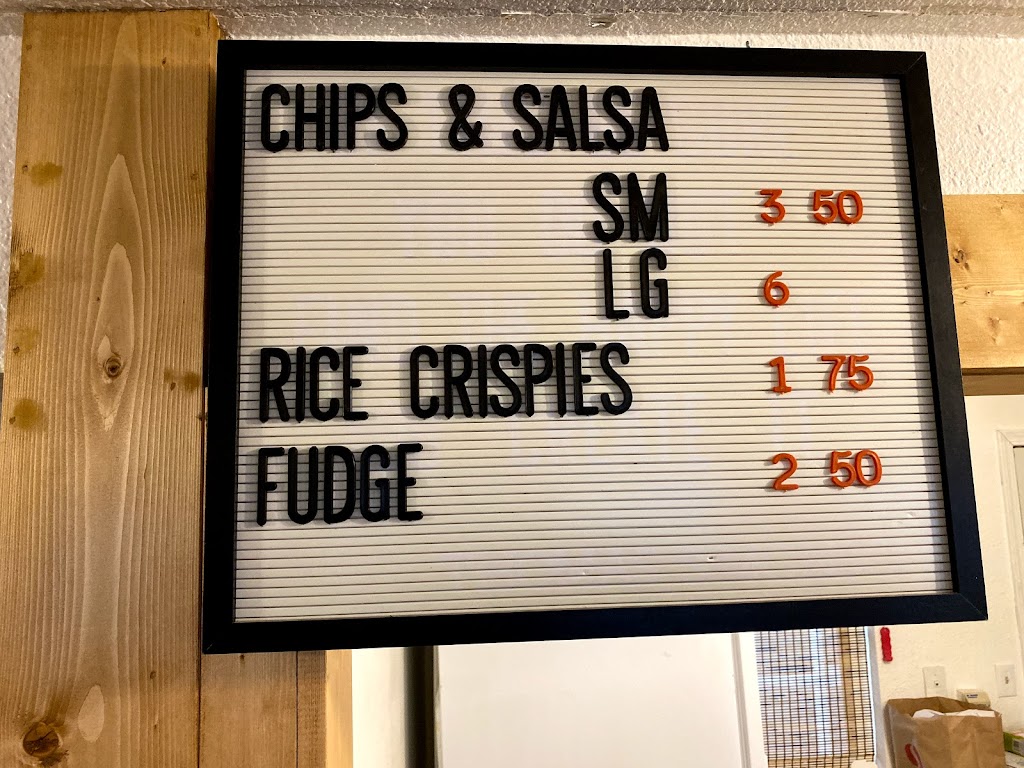 CHIPS & SALSA
SM 3 50
LG 6
RICE CRISPIES 1 75
FUDGE 2 50